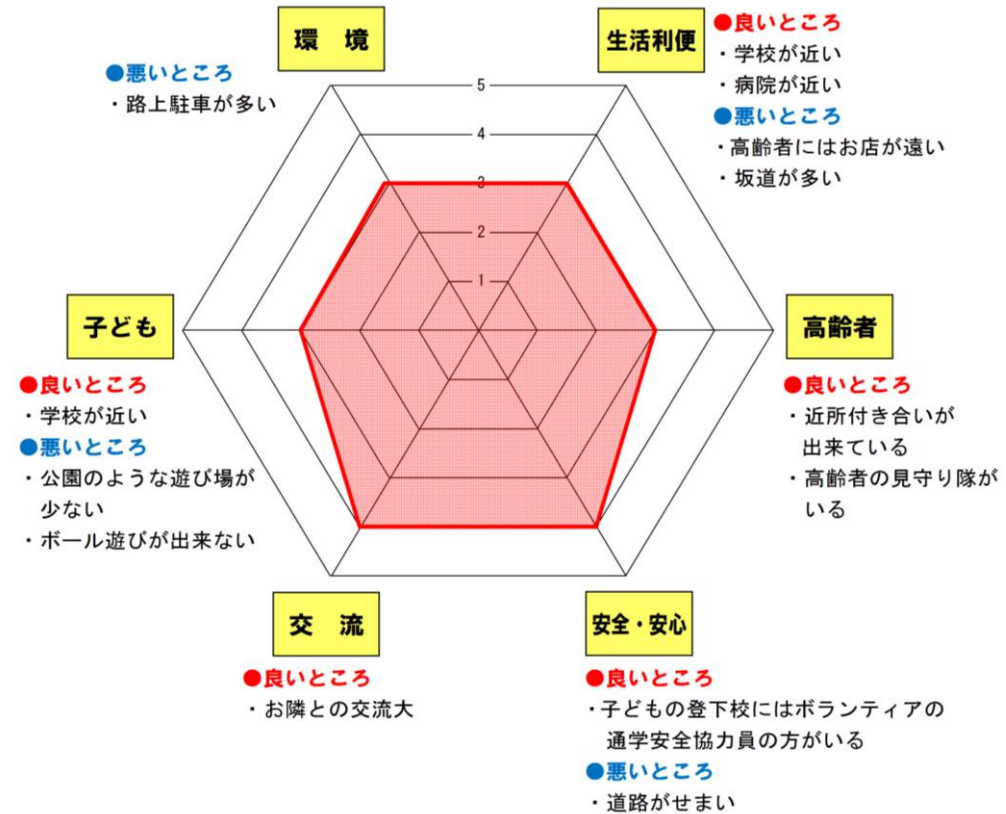 環　境
●悪いところ
・路上駐車が多い
生活利便
●良いところ
・学校が近い
・病院が近い
●悪いところ
・高齢者にはお店が遠い
・坂道が多い
5
4
3
2
1
子ども
●良いところ
・学校が近い
●悪いところ
・公園のような遊び場が
少ない
・ボール遊びが出来ない
高齢者
●良いところ
・近所付き合いが
出来ている
・高齢者の見守り隊が
いる
交　流
●良いところ
・お隣との交流大
安全・安心
●良いところ
・子どもの登下校にはボランティアの
通学安全協力員の方がいる
●悪いところ
・道路がせまい